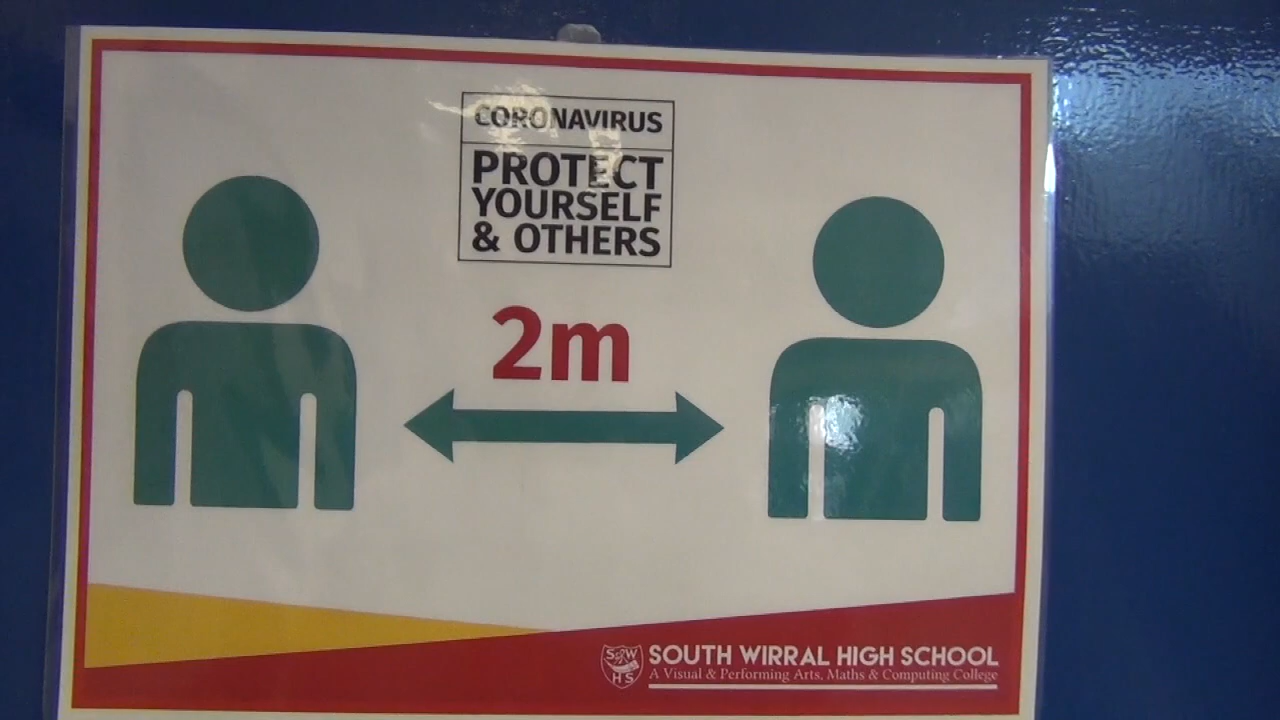 CORONAVIRUS
PROTECT
YOURSELF
& OTHERS
2m
SWHS
SOUTH WIRRAL HIGH SCHOOL
A Visual & Performing Arts, Maths & Computing College